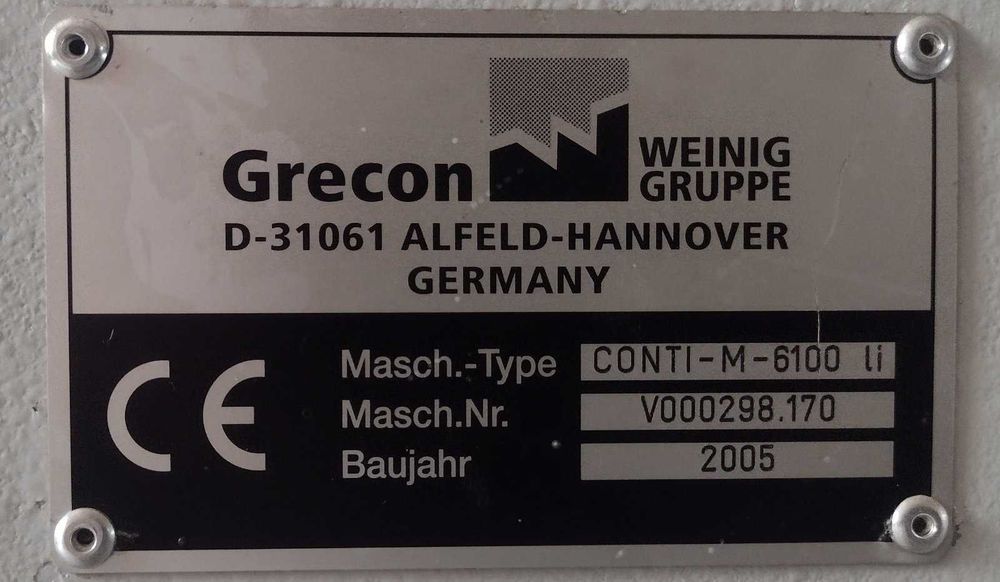 Grecon WEINIG GRUPPE
D-31061 ALFELD-HANNOVER
GERMANY
CE
Masch.-Type CONTI-M-6100 li
Masch.Nr. V000298.170
Baujahr 2005